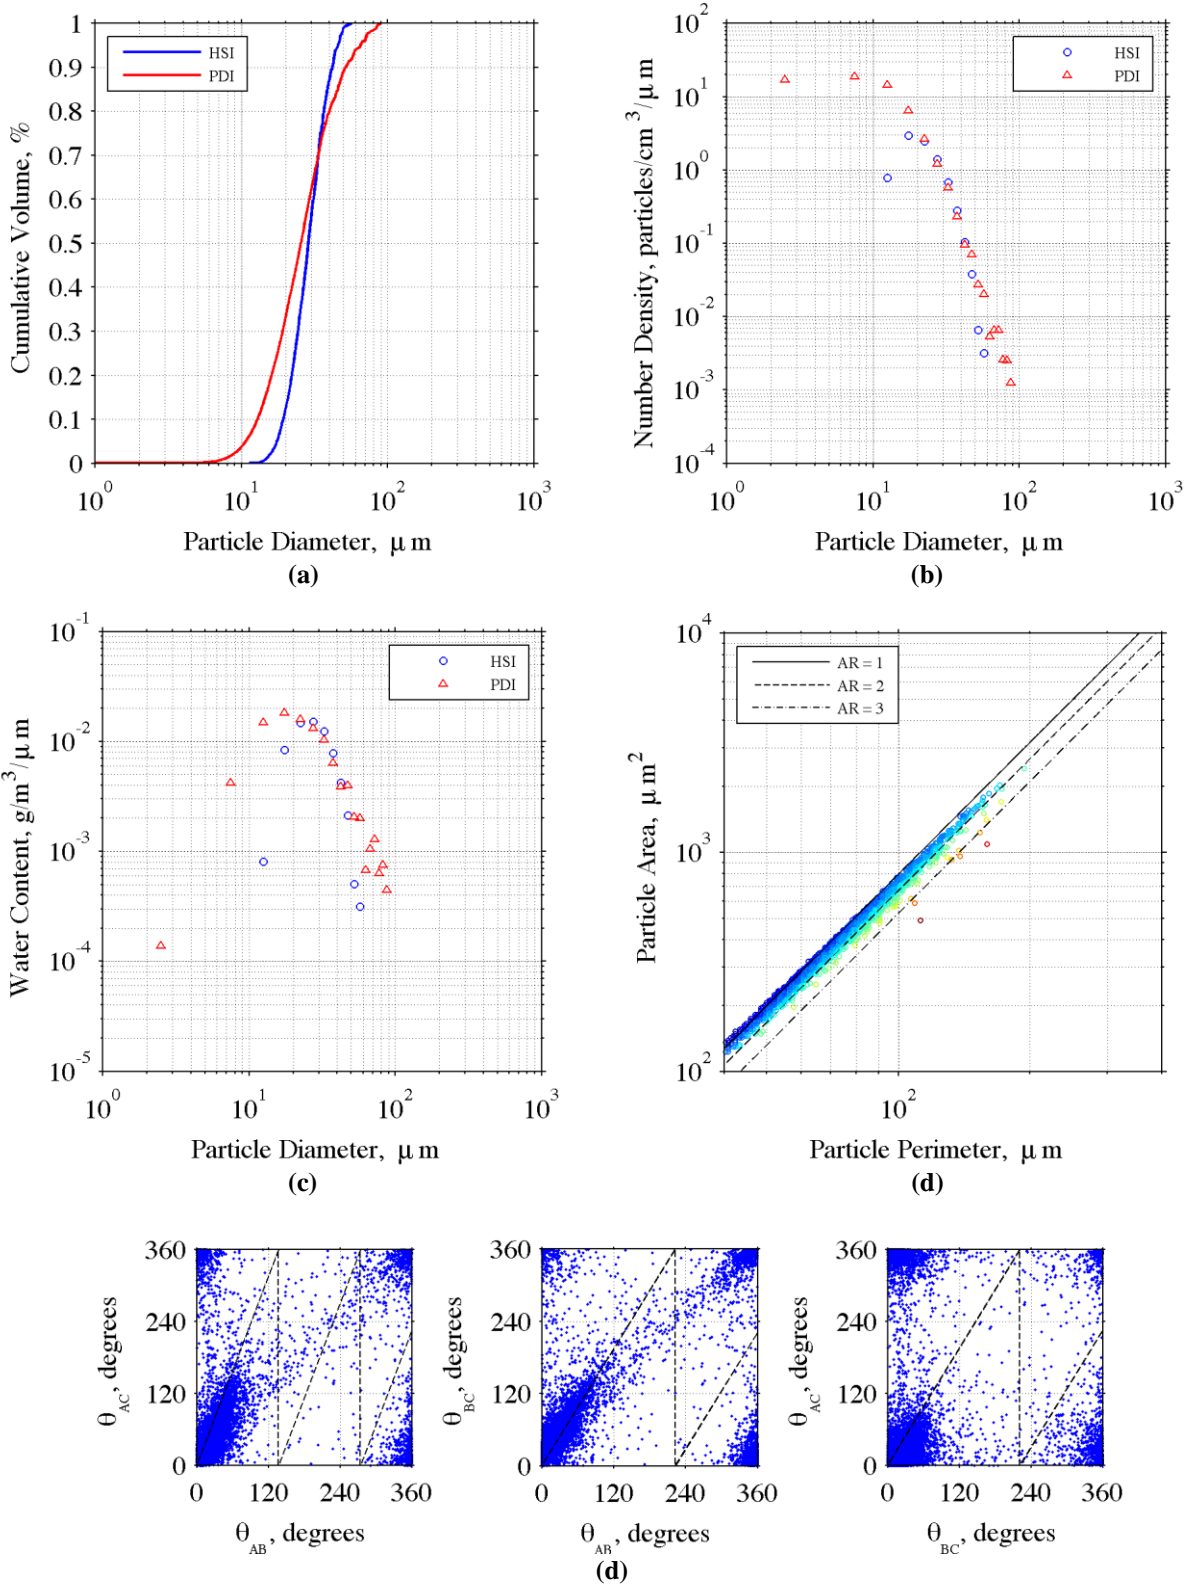 Cumulative Volume, %
1
0.9
0.8
0.7
0.6
0.5
0.4
0.3
0.2
0.1
0
HSI
PDI
10^0
10^1
10^2
10^3
Particle Diameter, μ m
(a)
Number Density, particles/cm^3/μ m
10^2
10^1
10^0
10^-1
10^-2
10^-3
10^-4
HSI
PDI
10^0
10^1
10^2
10^3
Particle Diameter, μ m
(b)
Water Content, g/m^3/μ m
10^-1
10^-2
10^-3
10^-4
10^-5
HSI
PDI
10^0
10^1
10^2
10^3
Particle Diameter, μ m
(c)
Particle Area, μ m^2
10^4
10^3
10^2
AR = 1
AR = 2
AR = 3
10^2
Particle Perimeter, μ m
(d)
θ_AC, degrees
360
240
120
0
0
120
240
360
θ_AB, degrees
θ_BC, degrees
360
240
120
0
0
120
240
360
θ_AB, degrees
θ_AC, degrees
360
240
120
0
0
120
240
360
θ_BC, degrees
(d)